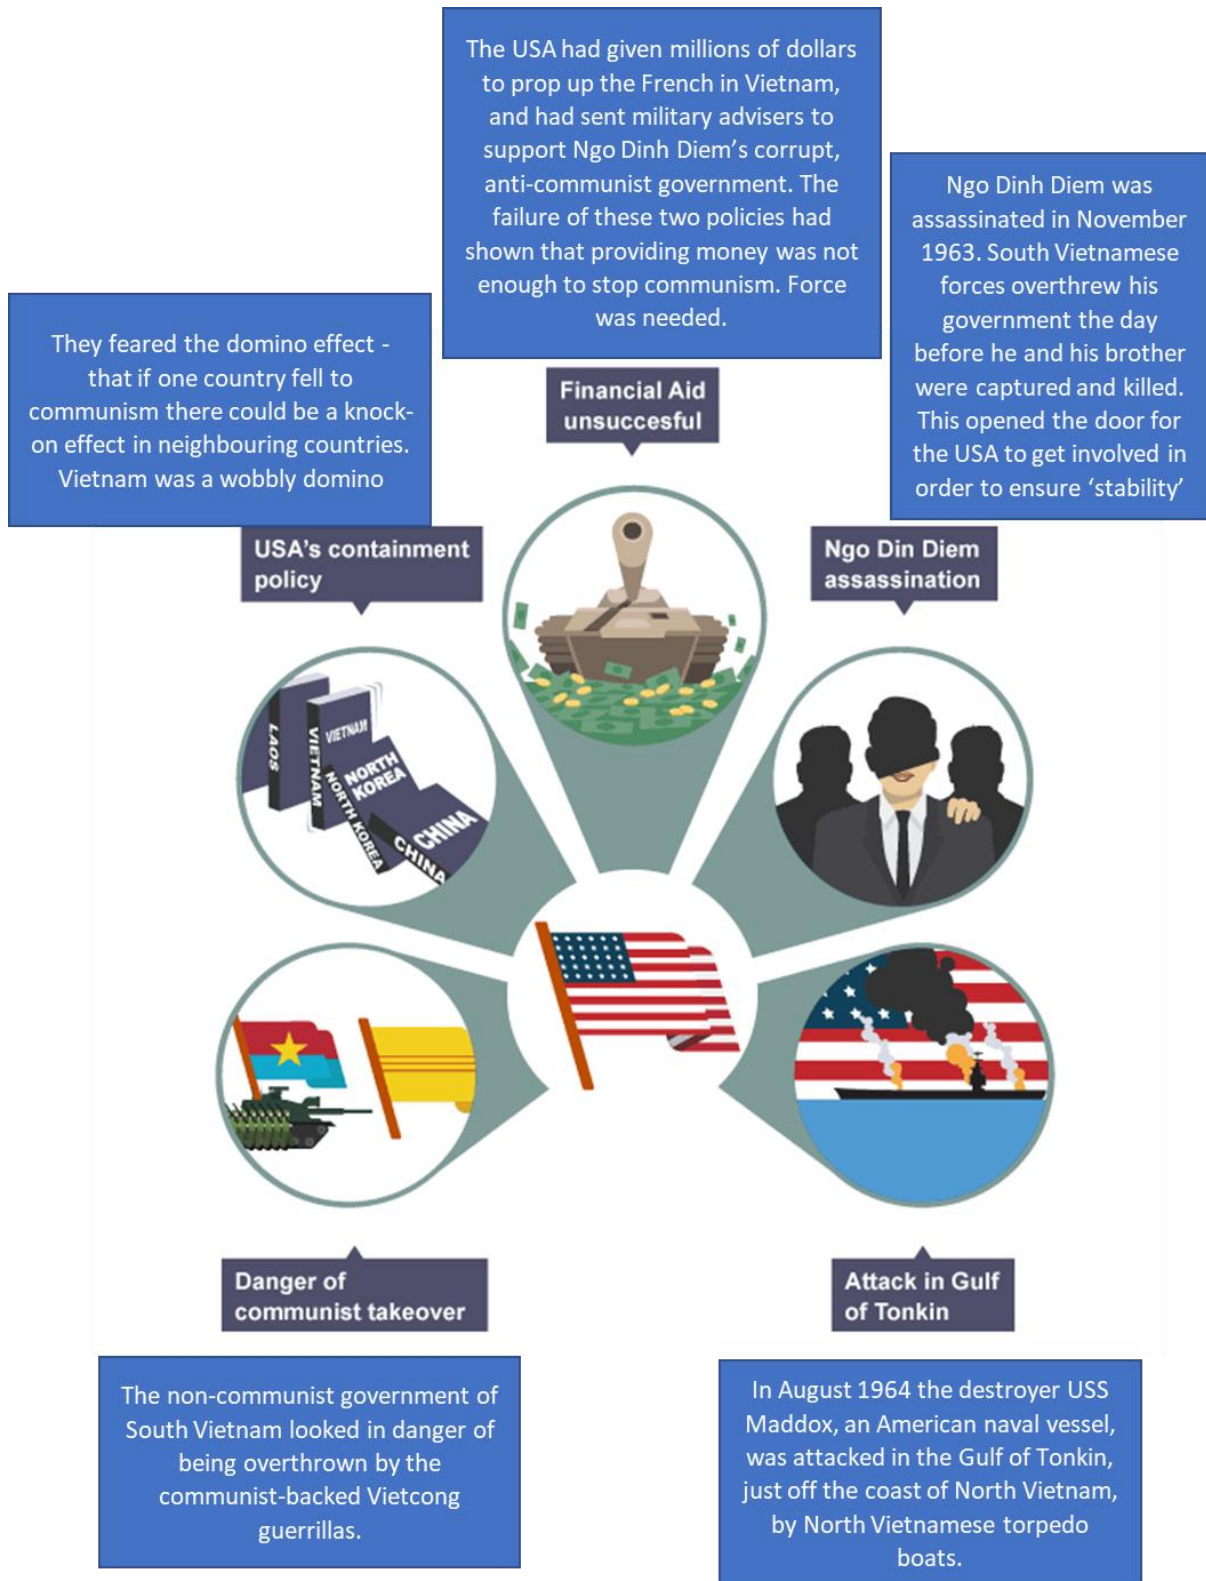 The USA had given millions of dollars
to prop up the French in Vietnam,
and had sent military advisers to
support Ngo Dinh Diem’s corrupt,
anti-communist government. The
failure of these two policies had
shown that providing money was not
enough to stop communism. Force
was needed.
Ngo Dinh Diem was
assassinated in November
1963. South Vietnamese
forces overthrew his
government the day
before he and his brother
were captured and killed.
This opened the door for
the USA to get involved in
order to ensure ‘stability’
They feared the domino effect -
that if one country fell to
communism there could be a knock-
on effect in neighbouring countries.
Vietnam was a wobbly domino
Financial Aid
unsuccesful
USA’s containment
policy
Ngo Din Diem
assassination
LAOS
VIETNAM
VIETNAM
NORTH
KOREA
NORTH KOREA
CHINA
CHINA
Danger of
communist takeover
Attack in Gulf
of Tonkin
The non-communist government of
South Vietnam looked in danger of
being overthrown by the
communist-backed Vietcong
guerrillas.
In August 1964 the destroyer USS
Maddox, an American naval vessel,
was attacked in the Gulf of Tonkin,
just off the coast of North Vietnam,
by North Vietnamese torpedo
boats.